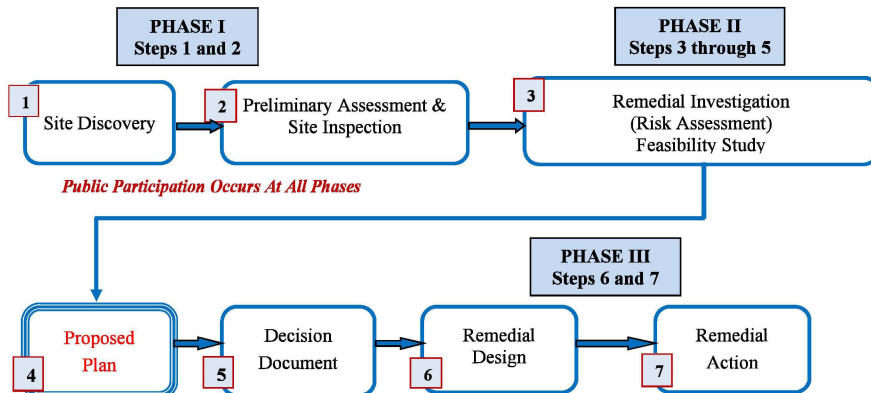 PHASE I
Steps 1 and 2
PHASE II
Steps 3 through 5
1
Site Discovery
2
Preliminary Assessment &
Site Inspection
3
Remedial Investigation
(Risk Assessment)
Feasibility Study
Public Participation Occurs At All Phases
PHASE III
Steps 6 and 7
Proposed
Plan
4
Decision
Document
5
Remedial
Design
6
Remedial
Action
7